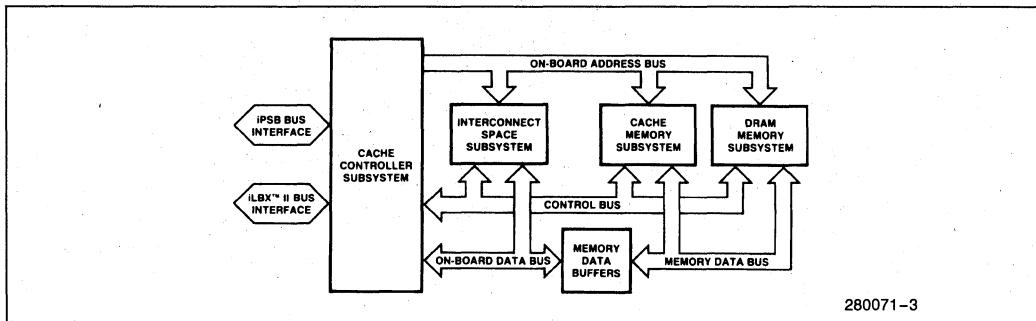 ON-BOARD ADDRESS BUS
iPSB BUS
INTERFACE
CACHE
CONTROLLER
SUBSYSTEM
INTERCONNECT
SPACE
SUBSYSTEM
CACHE
MEMORY
SUBSYSTEM
DRAM
MEMORY
SUBSYSTEM
iLBX™ II BUS
INTERFACE
CONTROL BUS
ON-BOARD DATA BUS
MEMORY
DATA
BUFFERS
MEMORY DATA BUS
280071–3